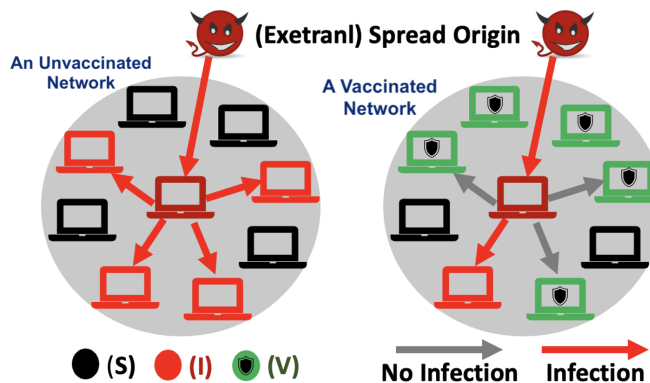 (Exetranl) Spread Origin
An Unvaccinated
Network
A Vaccinated
Network
(S) (I) (V)
No Infection Infection